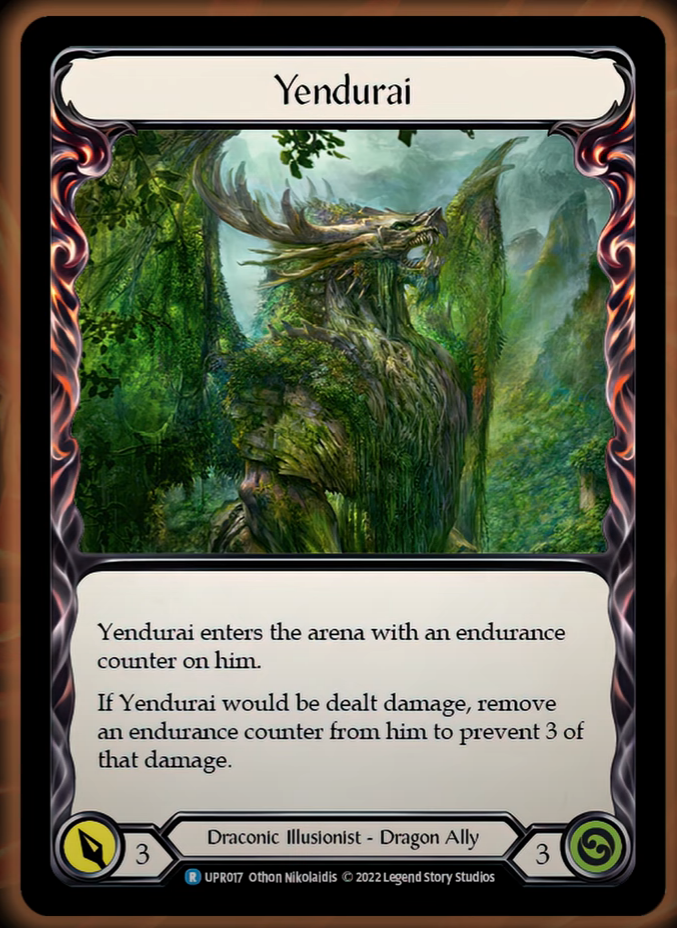 Yendurai
Yendurai enters the arena with an endurance
counter on him.
If Yendurai would be dealt damage, remove
an endurance counter from him to prevent 3 of
that damage.
3
Draconic Illusionist - Dragon Ally
3
R UPR017 Othon Nikolaidis © 2022 Legend Story Studios